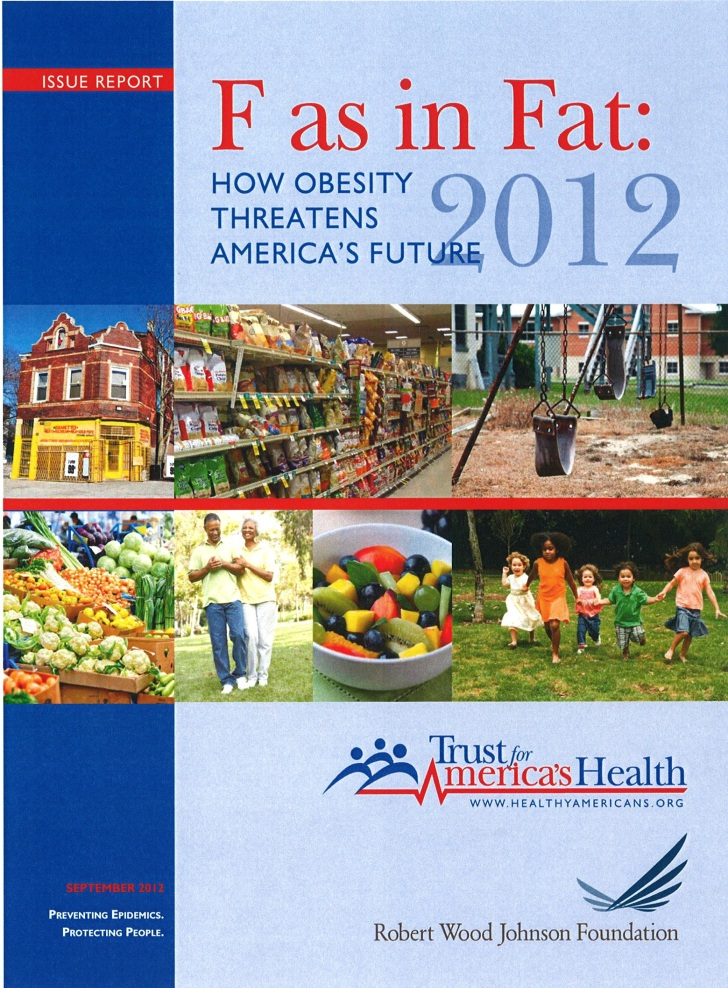 ISSUE REPORT
F as in Fat:
HOW OBESITY
THREATENS
AMERICA'S FUTURE
2012
Trust for
America's Health
WWW.HEALTHYAMERICANS.ORG
SEPTEMBER 2012
PREVENTING EPIDEMICS.
PROTECTING PEOPLE.
Robert Wood Johnson Foundation